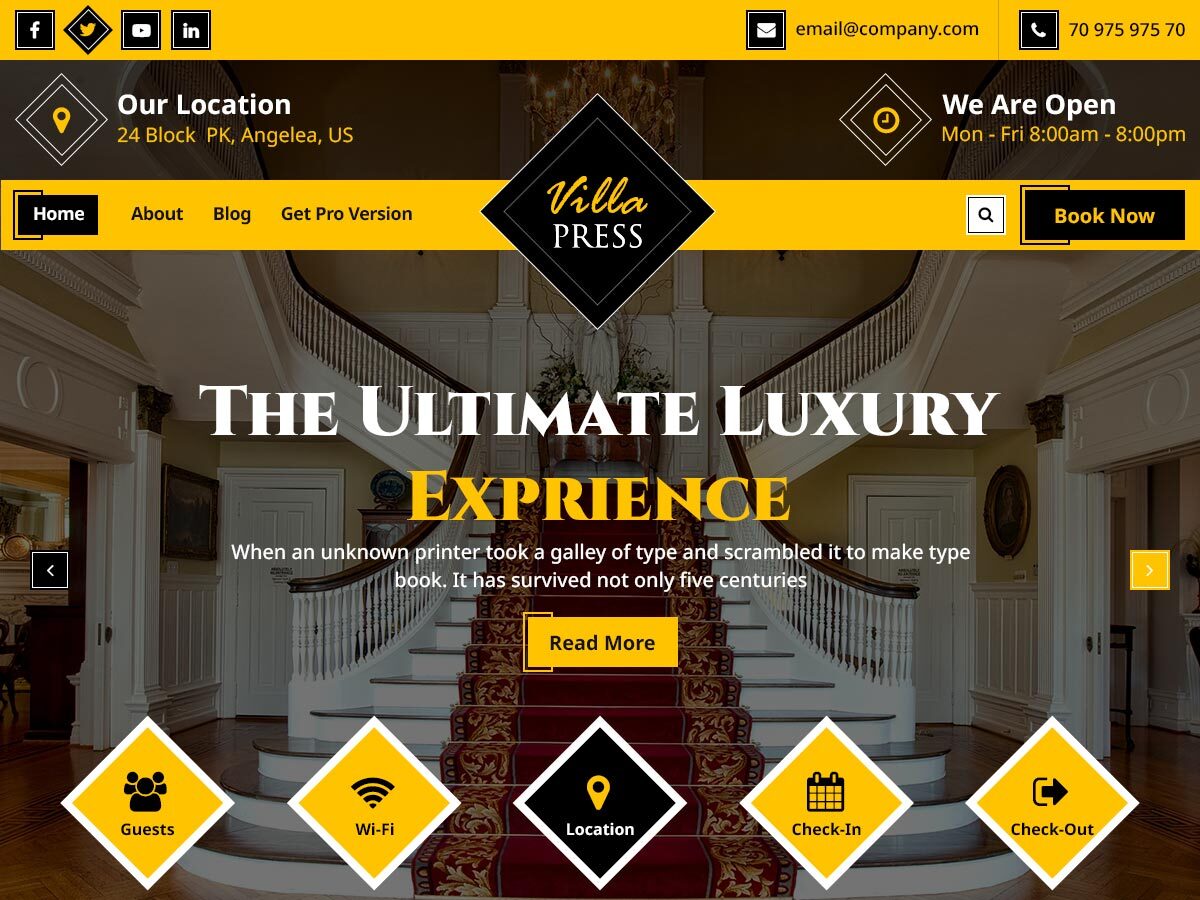 email@company.com
70 975 975 70
Our Location
24 Block PK, Angelea, US
We Are Open
Mon - Fri 8:00am - 8:00pm
Home
About
Blog
Get Pro Version
Villa
PRESS
Book Now
The Ultimate Luxury
Exprience
When an unknown printer took a galley of type and scrambled it to make type
book. It has survived not only five centuries
Read More
Guests
Wi-Fi
Location
Check-In
Check-Out